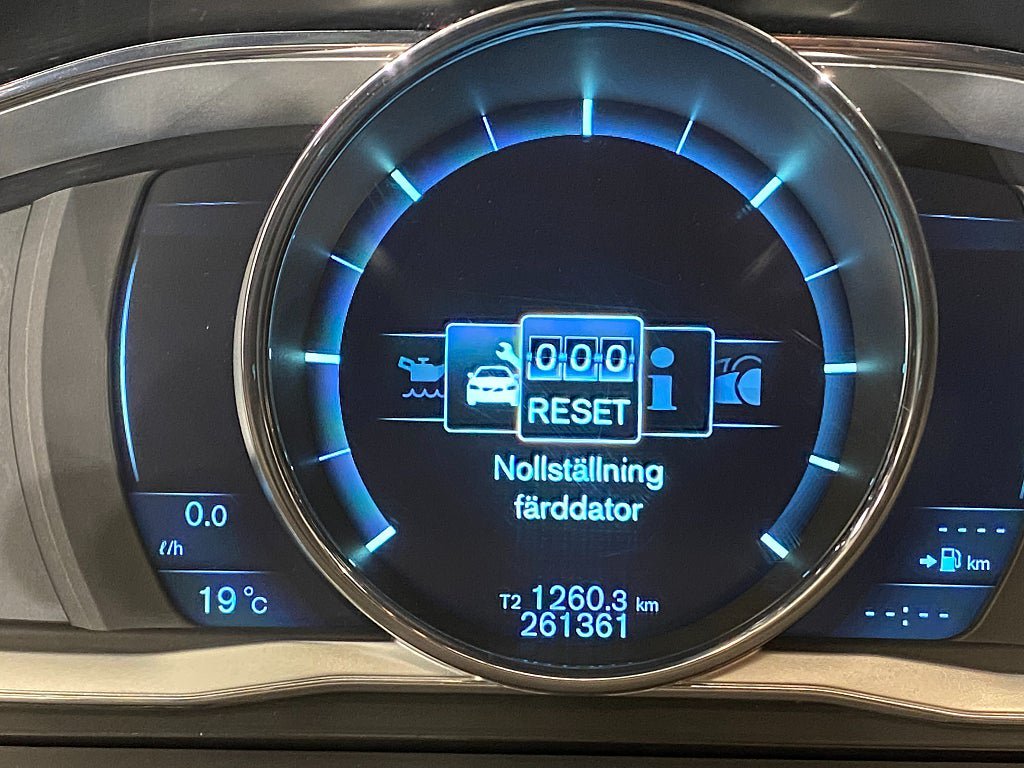 000
RESET
Nollställning
färddator
0.0
ℓ/h
19 °C
T2 1260.3 km
261361
----
km
--:--